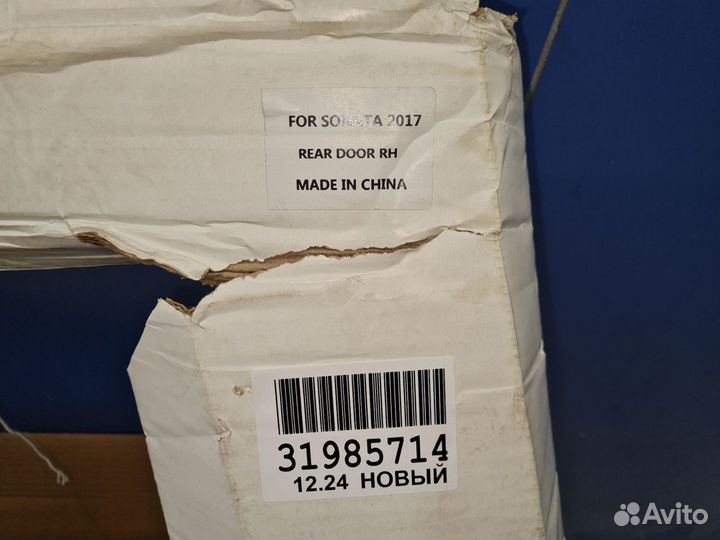 FOR SONATA 2017
REAR DOOR RH
MADE IN CHINA
31985714
12.24 НОВЫЙ
Avito